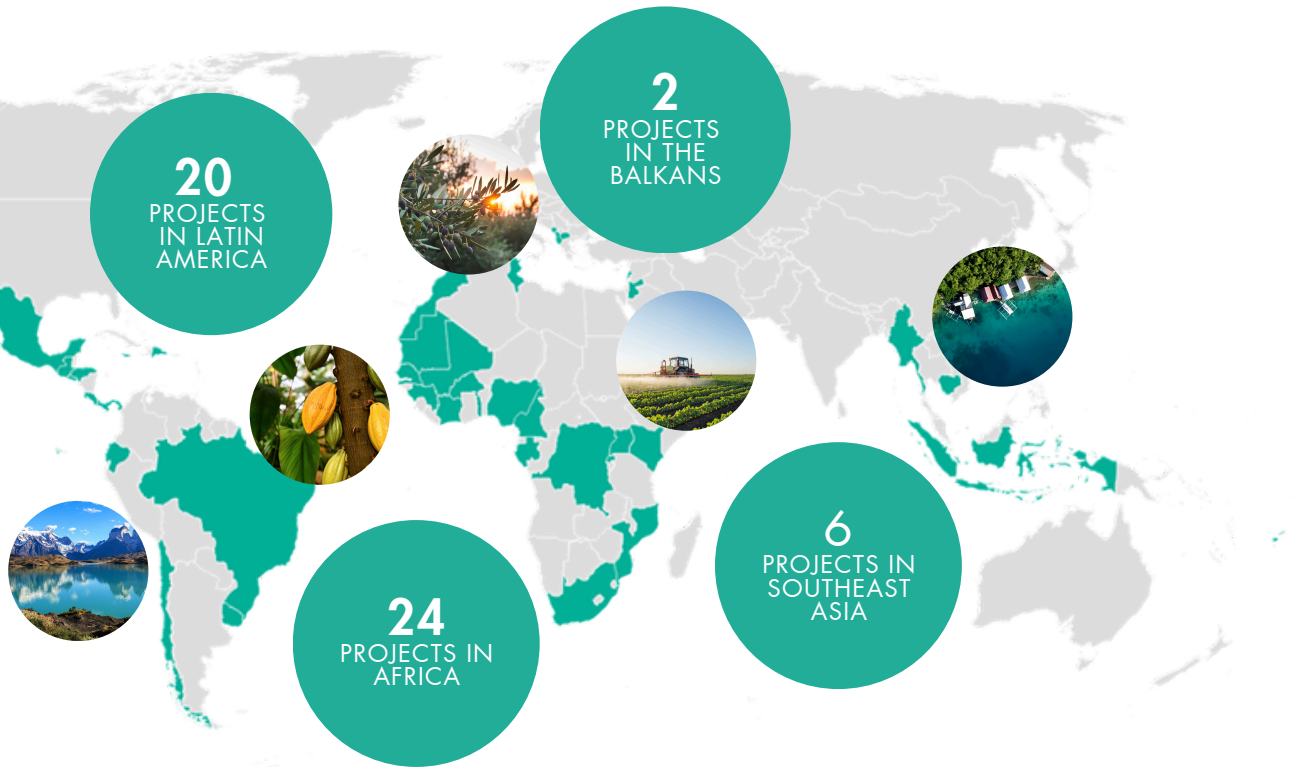 2
PROJECTS
IN THE
BALKANS
20
PROJECTS
IN LATIN
AMERICA
6
PROJECTS IN
SOUTHEAST
ASIA
24
PROJECTS IN
AFRICA